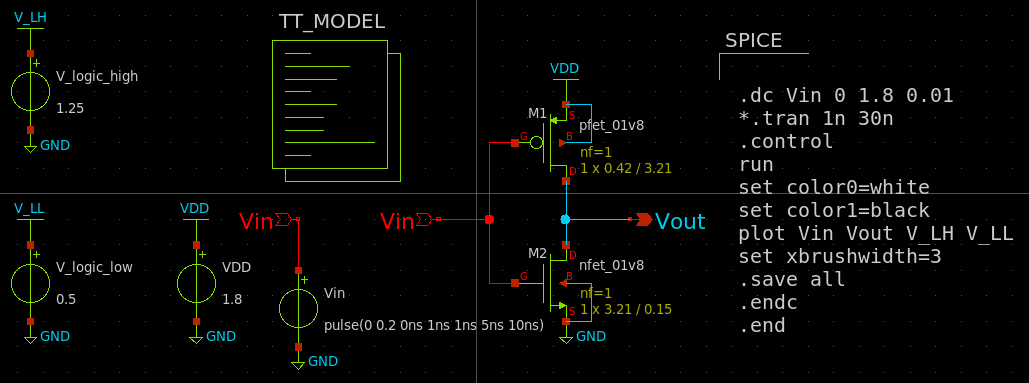 V_LH
+
V_logic_high
1.25
GND
TT_MODEL
V_LL
+
V_logic_low
0.5
GND
VDD
+
VDD
1.8
GND
Vin
+
Vin
pulse(0 0.2 0ns 1ns 1ns 5ns 10ns)
GND
VDD
M1
S
pfet_01v8
G
B
nf=1
1 x 0.42 / 3.21
D
Vin
Vout
M2
D
nfet_01v8
G
B
nf=1
1 x 3.21 / 0.15
S
GND
SPICE
.dc Vin 0 1.8 0.01
*.tran 1n 30n
.control
run
set color0=white
set color1=black
plot Vin Vout V_LH V_LL
set xbrushwidth=3
.save all
.endc
.end